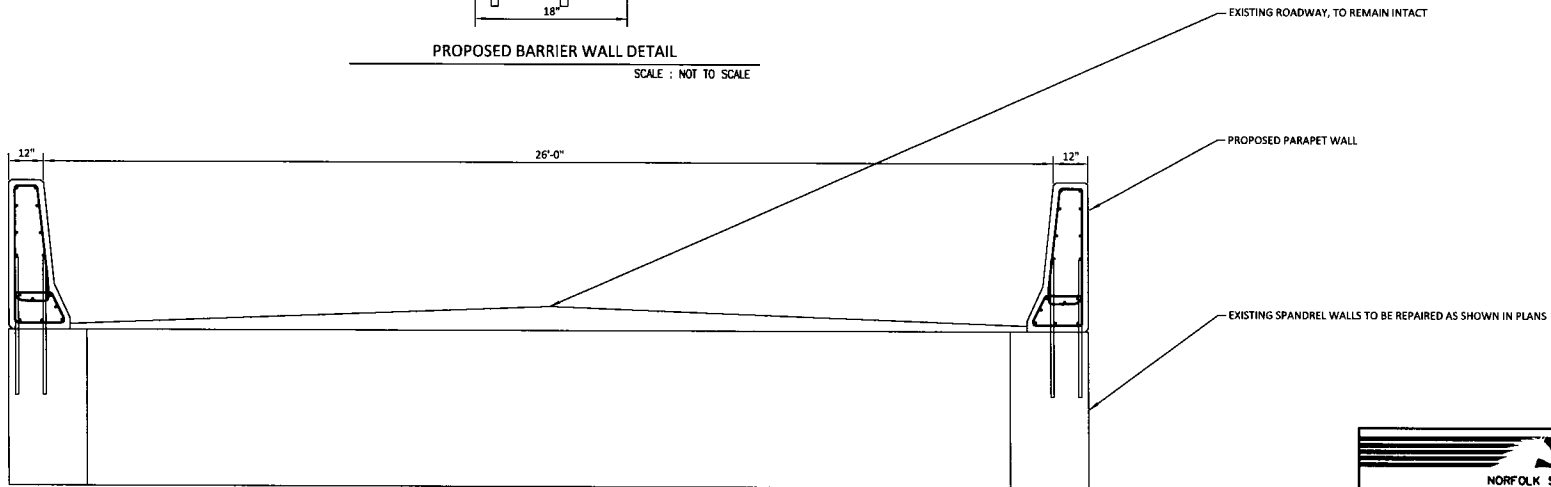 18"
PROPOSED BARRIER WALL DETAIL
SCALE : NOT TO SCALE
EXISTING ROADWAY, TO REMAIN INTACT
12"
26'-0"
12"
PROPOSED PARAPET WALL
EXISTING SPANDREL WALLS TO BE REPAIRED AS SHOWN IN PLANS
NORFOLK S